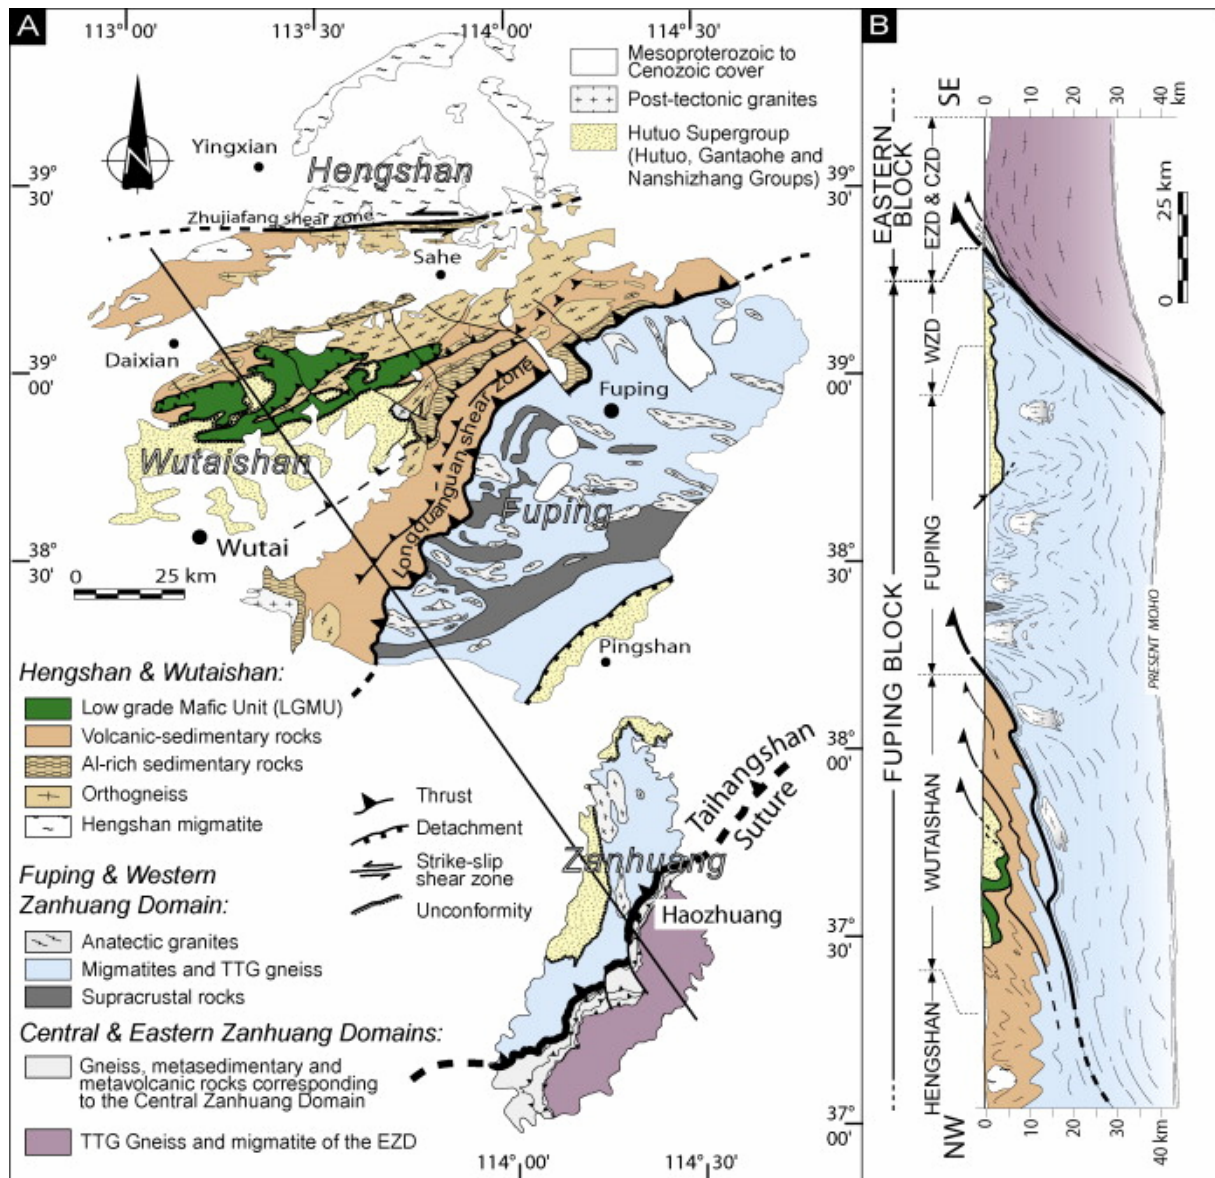 A
113° 00'
113° 30'
114° 00'
114° 30'
Mesoproterozoic to
Cenozoic cover
Post-tectonic granites
Hutuo Supergroup
(Hutuo, Gantaohe and
Nanshizhang Groups)
N
Yingxian
Hengshan
39°
30'
39°
30'
Zhujiafang shear zone
Sahe
Daixian
39°
00'
39°
00'
Fuping
Longquanguan shear zone
Wutaishan
Fuping
Wutai
38°
30'
38°
30'
0 25 km
Pingshan
Hengshan & Wutaishan:
Low grade Mafic Unit (LGMU)
Volcanic-sedimentary rocks
Al-rich sedimentary rocks
Orthogneiss
Hengshan migmatite
Thrust
Detachment
Strike-slip
shear zone
Unconformity
38°
00'
Taihangshan
Suture
Zanhuang
Haozhuang
37°
30'
Fuping & Western
Zanhuang Domain:
Anatectic granites
Migmatites and TTG gneiss
Supracrustal rocks
Central & Eastern Zanhuang Domains:
Gneiss, metasedimentary and
metavolcanic rocks corresponding
to the Central Zanhuang Domain
TTG Gneiss and migmatite of the EZD
37°
00'
114° 00'
114° 30'
B
SE
0 10 20 30 40
km
EASTERN
BLOCK
EZD & CZD
0 25 km
WZD
FUPING
FUPING BLOCK
PRESENT MOHO
WUTAISHAN
HENGSHAN
NW
0 10 20 30 40 km